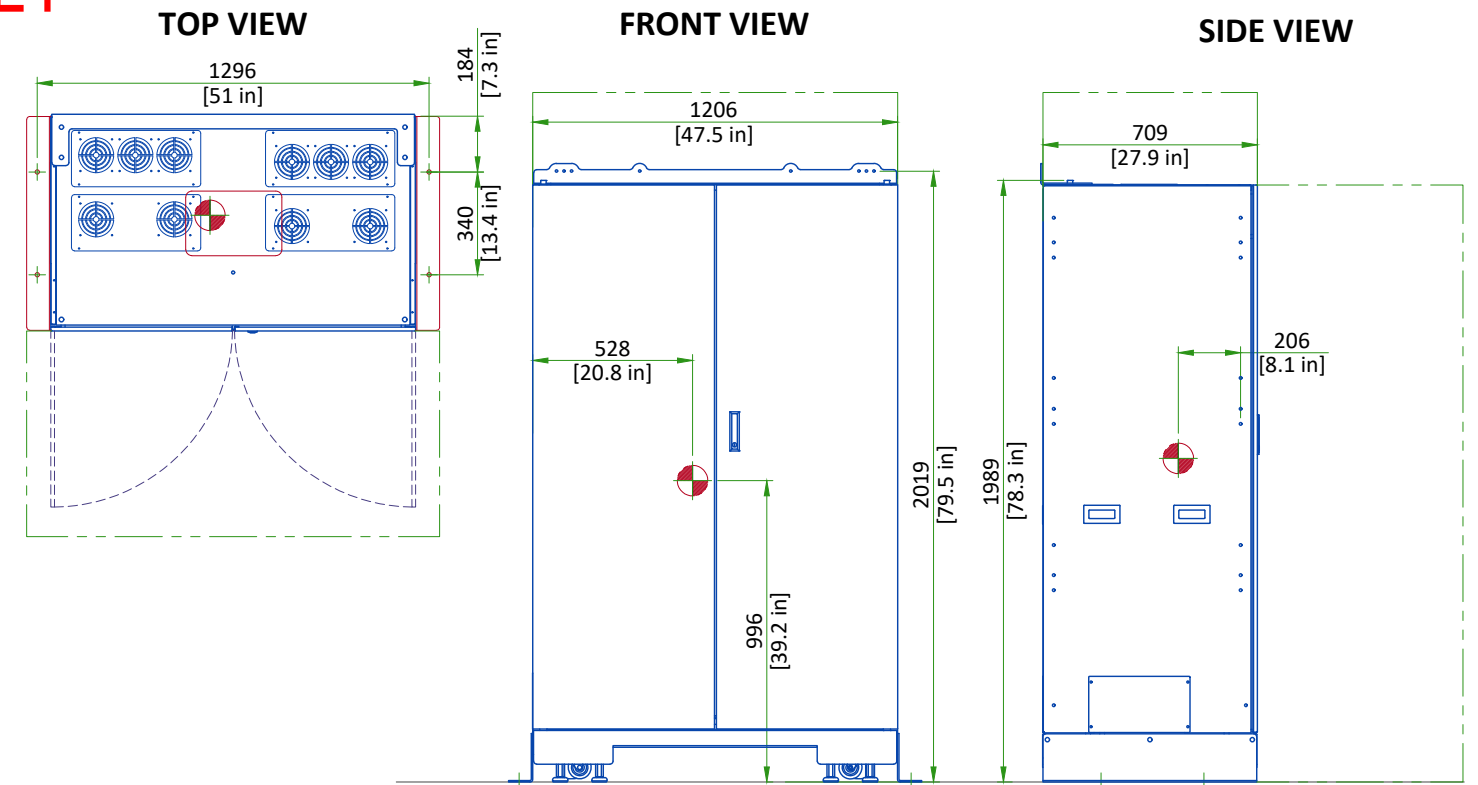 TOP VIEW
FRONT VIEW
SIDE VIEW
1296
[51 in]
184
[7.3 in]
340
[13.4 in]
1206
[47.5 in]
709
[27.9 in]
528
[20.8 in]
206
[8.1 in]
2019
[79.5 in]
1989
[78.3 in]
996
[39.2 in]